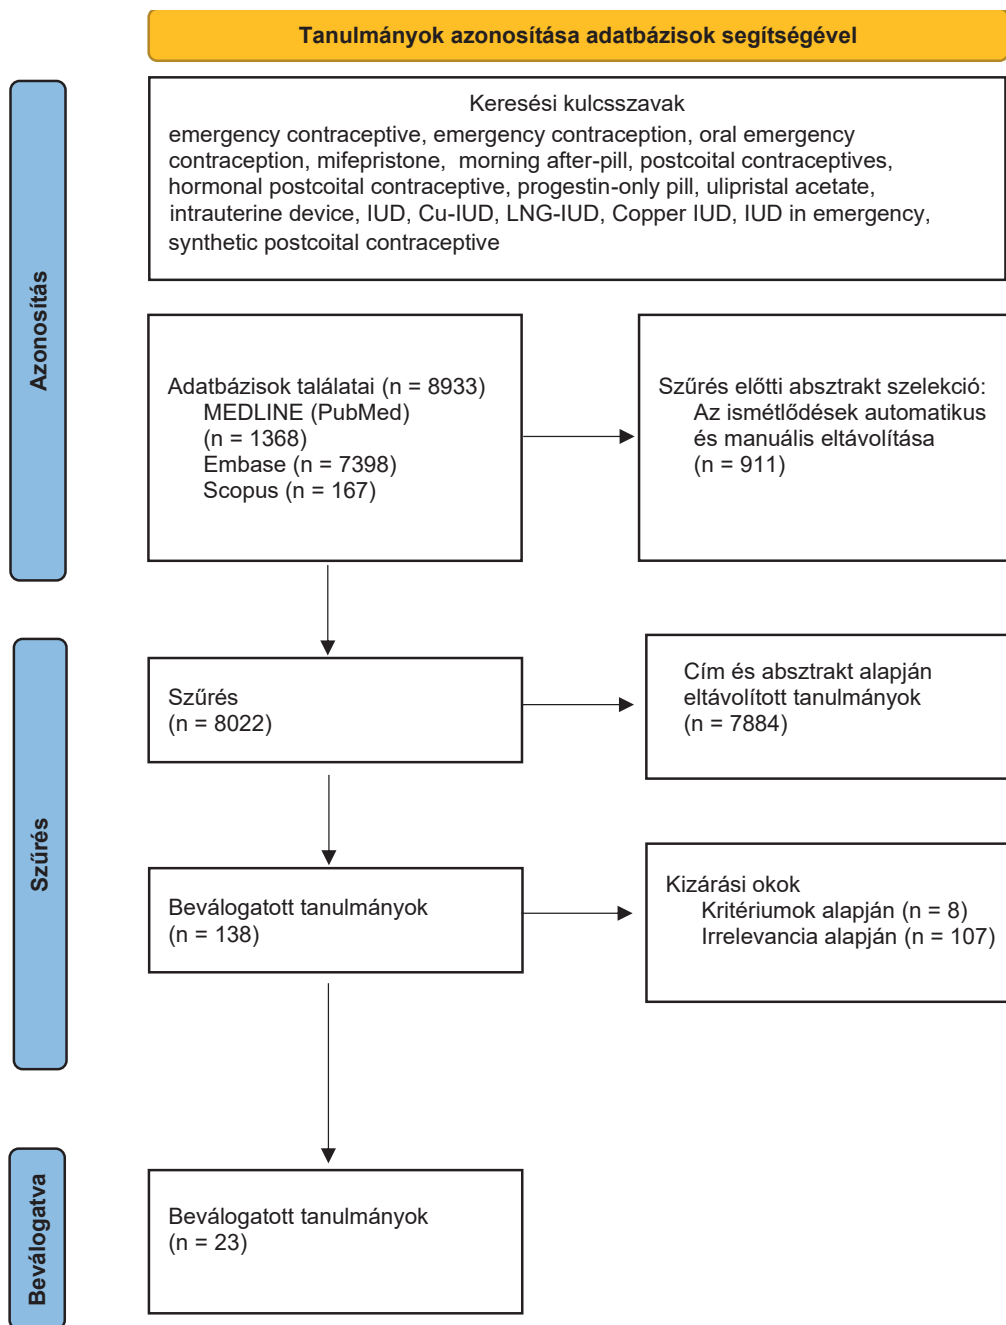 Tanulmányok azonosítása adatbázisok segítségével
Azonosítás
Keresési kulcsszavak
emergency contraceptive, emergency contraception, oral emergency
contraception, mifepristone, morning after-pill, postcoital contraceptives,
hormonal postcoital contraceptive, progestin-only pill, ulipristal acetate,
intrauterine device, IUD, Cu-IUD, LNG-IUD, Copper IUD, IUD in emergency,
synthetic postcoital contraceptive
Adatbázisok találatai (n = 8933)
MEDLINE (PubMed)
(n = 1368)
Embase (n = 7398)
Scopus (n = 167)
Szűrés előtti absztrakt szelekció:
Az ismétlődések automatikus
és manuális eltávolítása
(n = 911)
Szűrés
Szűrés
(n = 8022)
Cím és absztrakt alapján
eltávolított tanulmányok
(n = 7884)
Beválogatott tanulmányok
(n = 138)
Kizárási okok
Kritériumok alapján (n = 8)
Irrelevancia alapján (n = 107)
Beválogatva
Beválogatott tanulmányok
(n = 23)